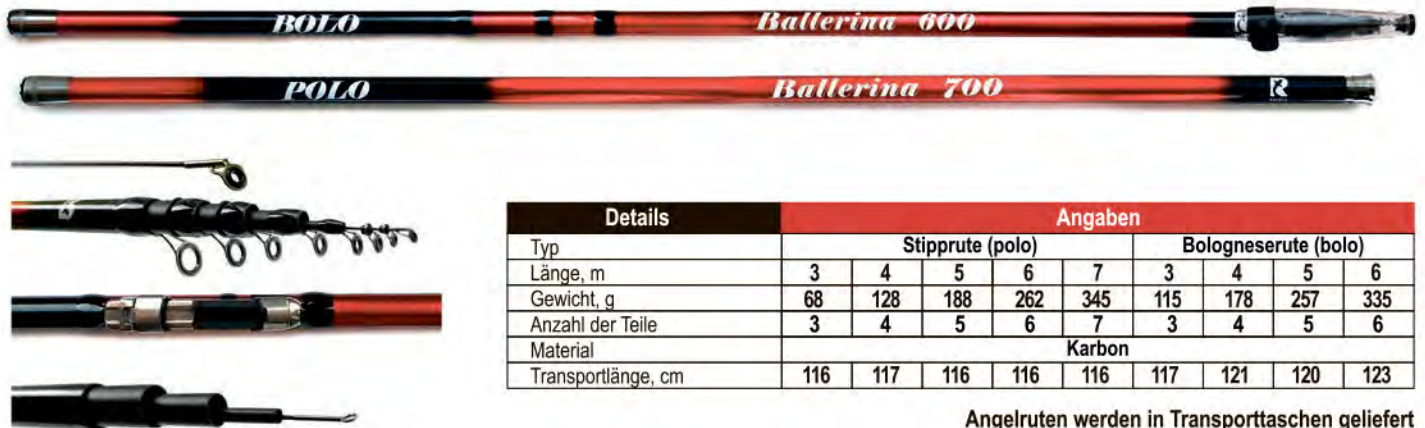 BOLO Ballerina 600
POLO Ballerina 700
R
Details Angaben
Typ Stipprute (polo) Bologneserute (bolo)
Länge, m 3 4 5 6 7 3 4 5 6
Gewicht, g 68 128 188 262 345 115 178 257 335
Anzahl der Teile 3 4 5 6 7 3 4 5 6
Material Karbon
Transportlänge, cm 116 117 116 116 116 117 121 120 123
Angelruten werden in Transporttaschen geliefert